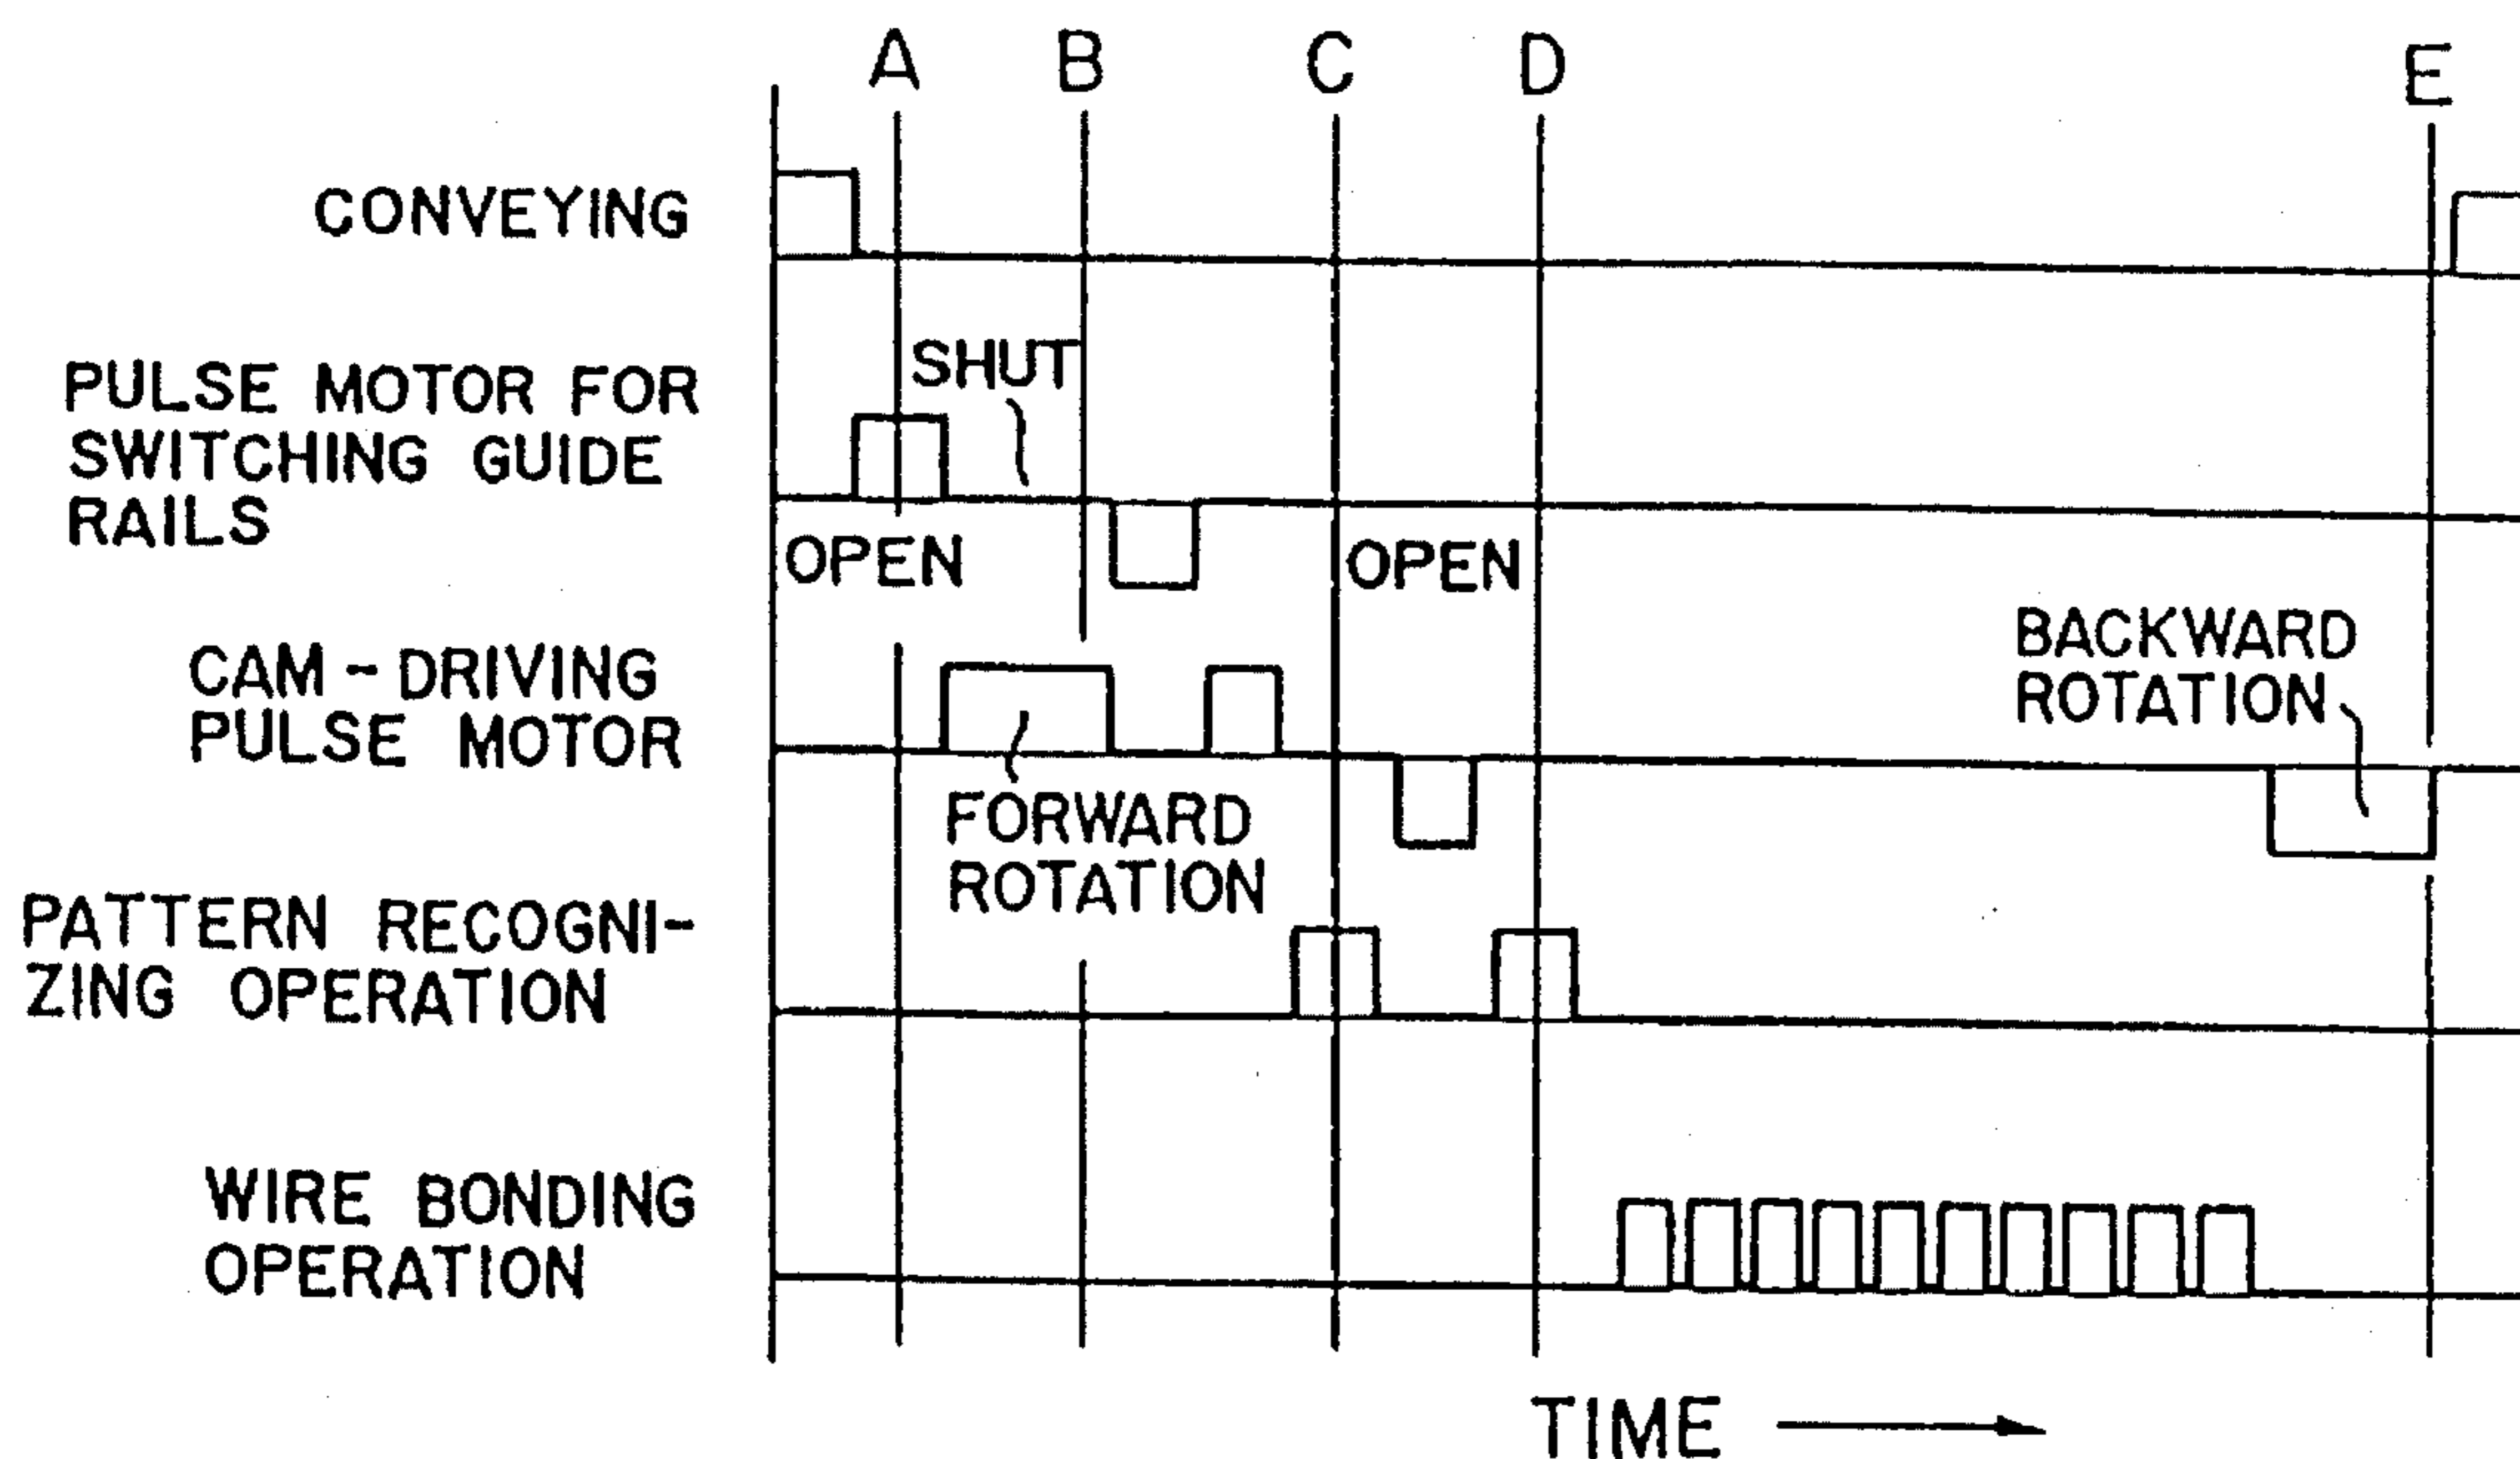 A B C D E
CONVEYING
SHUT
PULSE MOTOR FOR
SWITCHING GUIDE
RAILS
OPEN
OPEN
BACKWARD
ROTATION
CAM-DRIVING
PULSE MOTOR
FORWARD
ROTATION
PATTERN RECOGNI-
ZING OPERATION
WIRE BONDING
OPERATION
TIME